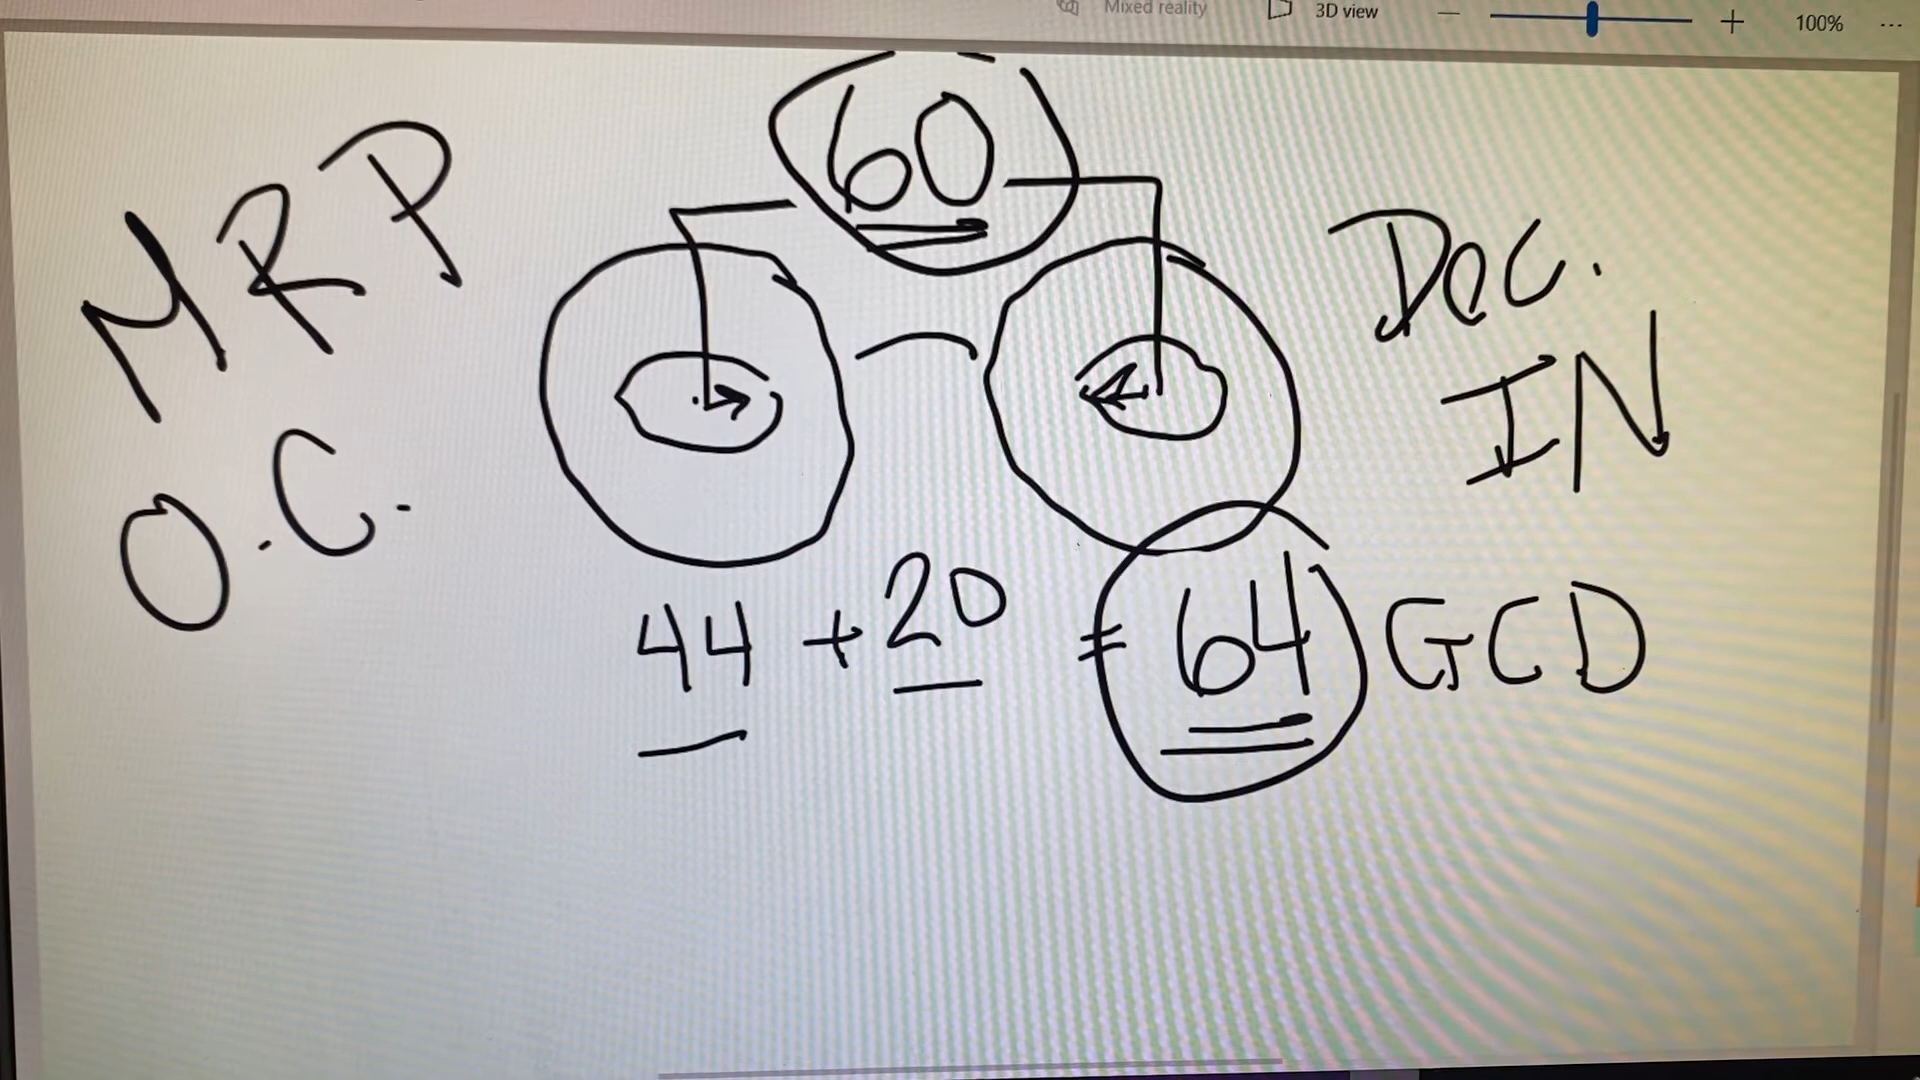 Mixed reality 3D view 100%
60
MRP
O.C.
Dec.
IN
44 + 20 = 64 GCD